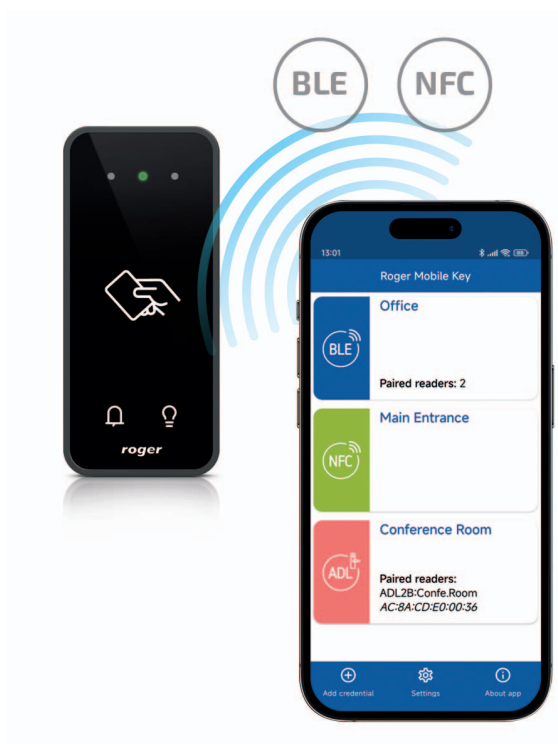 BLE
NFC
13:01
Roger Mobile Key
Office
BLE
Paired readers: 2
Main Entrance
NFC
Conference Room
ADL
Paired readers:
ADL2B:Confe.Room
AC:8A:CD:E0:00:36
roger
Add credential
Settings
About app